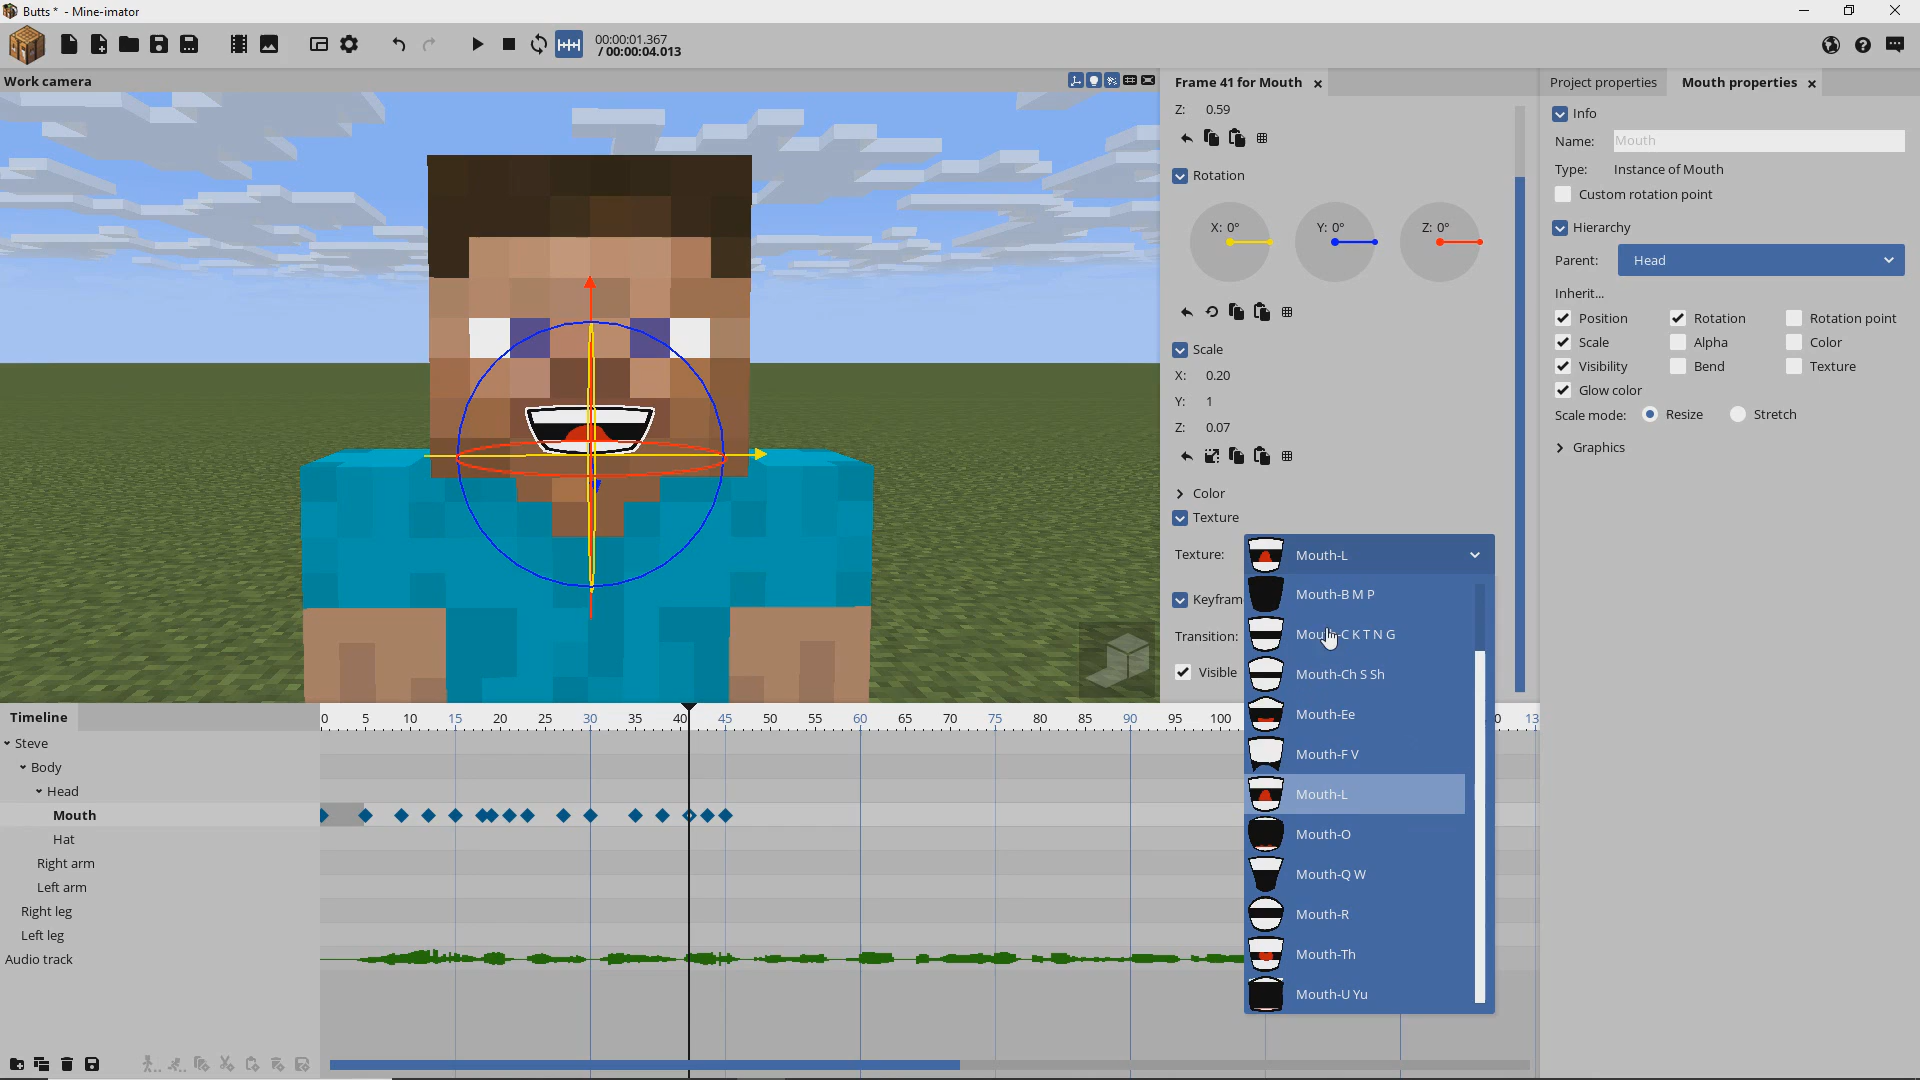 Butts * - Mine-imator
00:00:01.367
/ 00:00:04.013
Work camera
Frame 41 for Mouth
Z: 0.59
Rotation
X: 0° Y: 0° Z: 0°
Scale
X: 0.20
Y: 1
Z: 0.07
Color
Texture
Texture: Mouth-L
Mouth-B M P
Mouth-C K T N G
Mouth-Ch S Sh
Mouth-Ee
Mouth-F V
Mouth-L
Mouth-O
Mouth-Q W
Mouth-R
Mouth-Th
Mouth-U Yu
Keyfram
Transition:
Visible
Project properties Mouth properties
Info
Name: Mouth
Type: Instance of Mouth
Custom rotation point
Hierarchy
Parent: Head
Inherit...
Position Rotation Rotation point
Scale Alpha Color
Visibility Bend Texture
Glow color
Scale mode: Resize Stretch
Graphics
Timeline
0 5 10 15 20 25 30 35 40 45 50 55 60 65 70 75 80 85 90 95 100 0 13
Steve
Body
Head
Mouth
Hat
Right arm
Left arm
Right leg
Left leg
Audio track